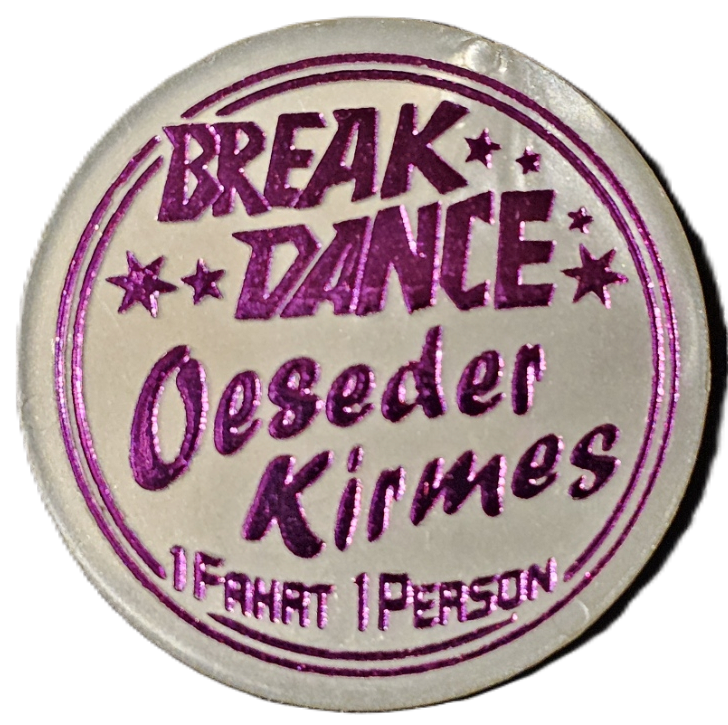 BREAK
DANCE
Oeseder
Kirmes
1 FAHRT 1 PERSON